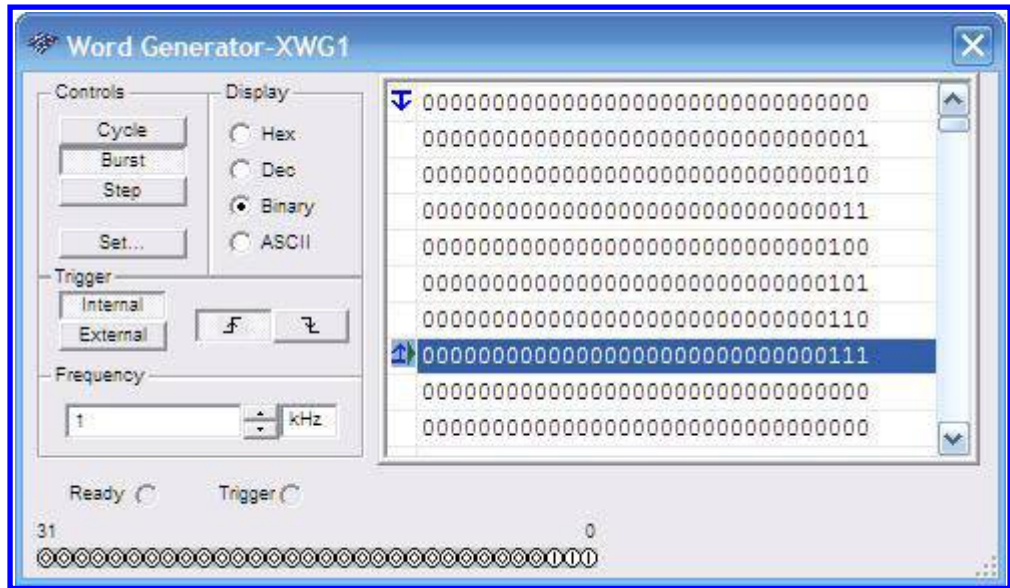 Word Generator-XWG1
Controls
Cycle
Burst
Step
Set...
Display
Hex
Dec
Binary
ASCII
Trigger
Internal
External
Frequency
1
kHz
00000000000000000000000000000000
00000000000000000000000000000001
00000000000000000000000000000010
00000000000000000000000000000011
00000000000000000000000000000100
00000000000000000000000000000101
00000000000000000000000000000110
00000000000000000000000000000111
00000000000000000000000000000000
00000000000000000000000000000000
Ready
Trigger
31 0